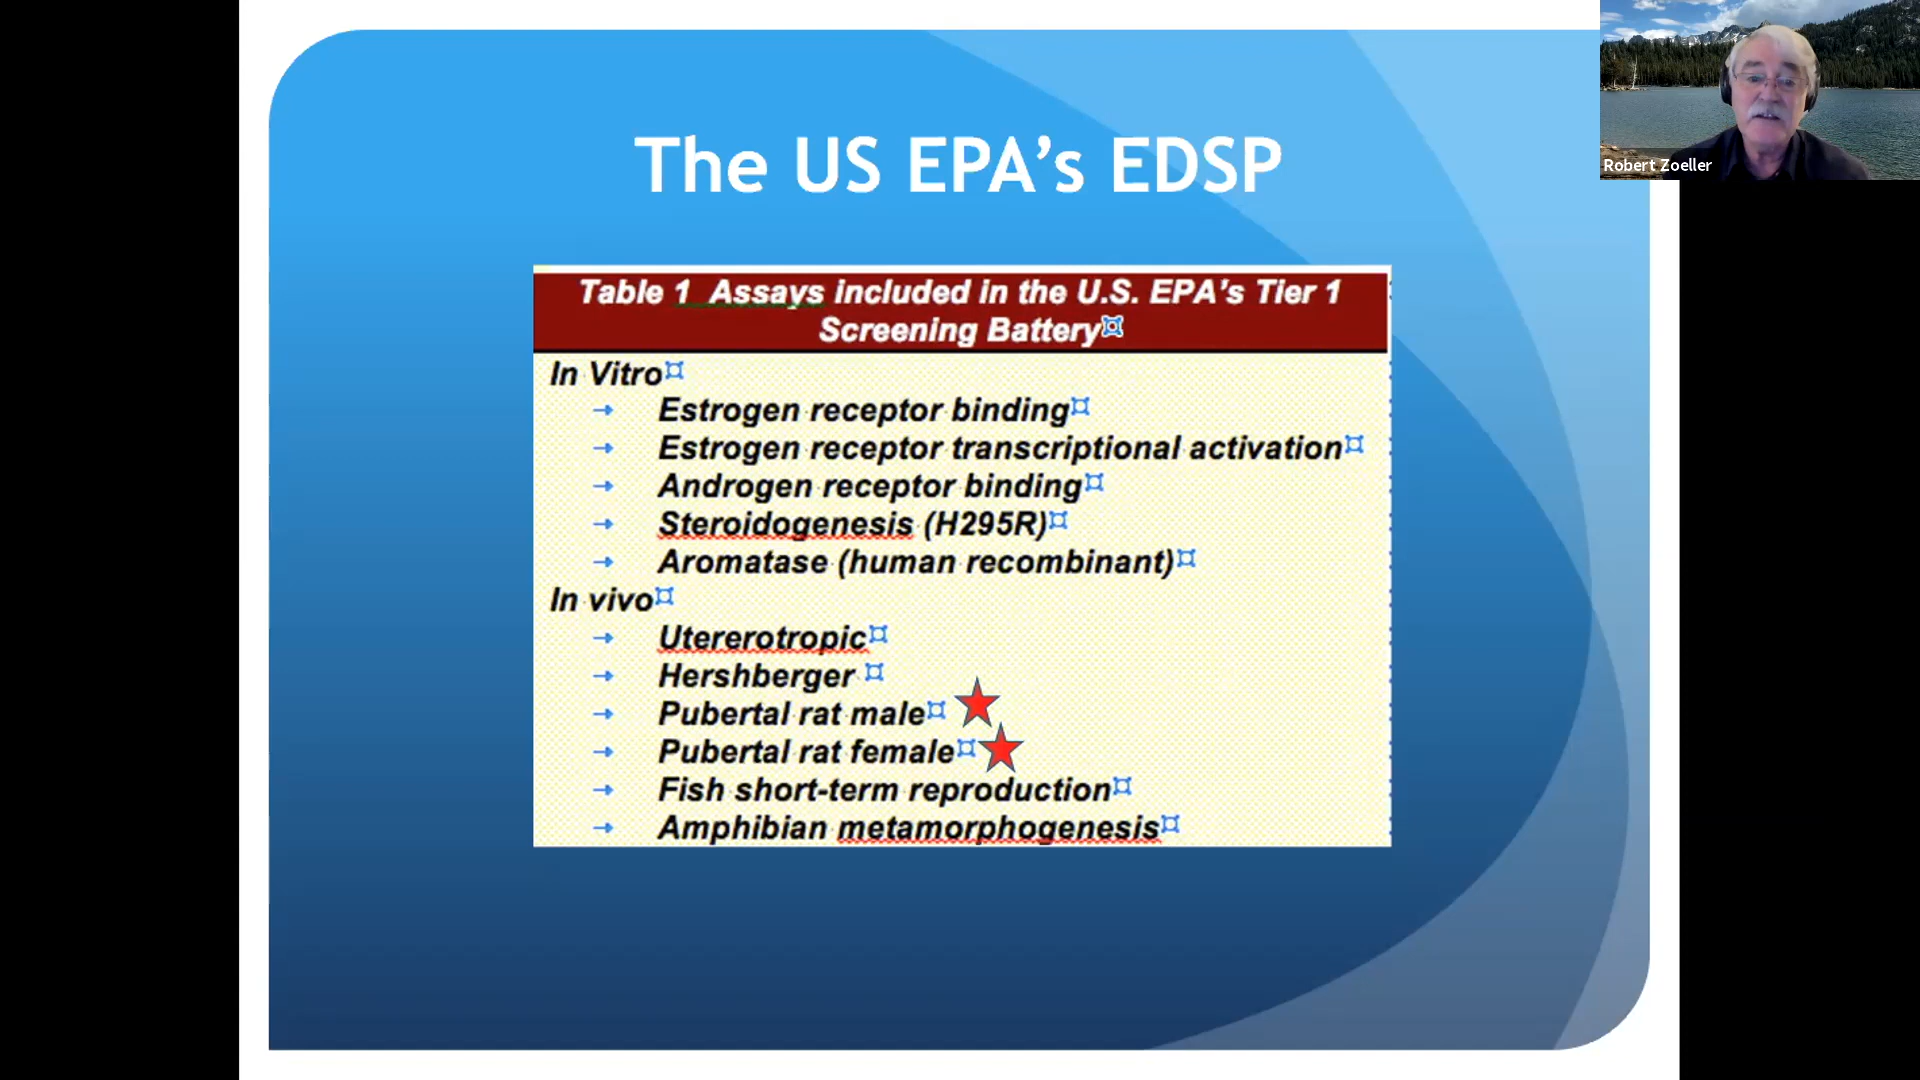 The US EPA’s EDSP
Robert Zoeller
Table 1 Assays included in the U.S. EPA’s Tier 1
Screening Battery¤
In Vitro¤
→ Estrogen receptor binding¤
→ Estrogen receptor transcriptional activation¤
→ Androgen receptor binding¤
→ Steroidogenesis (H295R)¤
→ Aromatase (human recombinant)¤
In vivo¤
→ Utererotropic¤
→ Hershberger ¤
→ Pubertal rat male¤
→ Pubertal rat female¤
→ Fish short-term reproduction¤
→ Amphibian metamorphogenesis¤